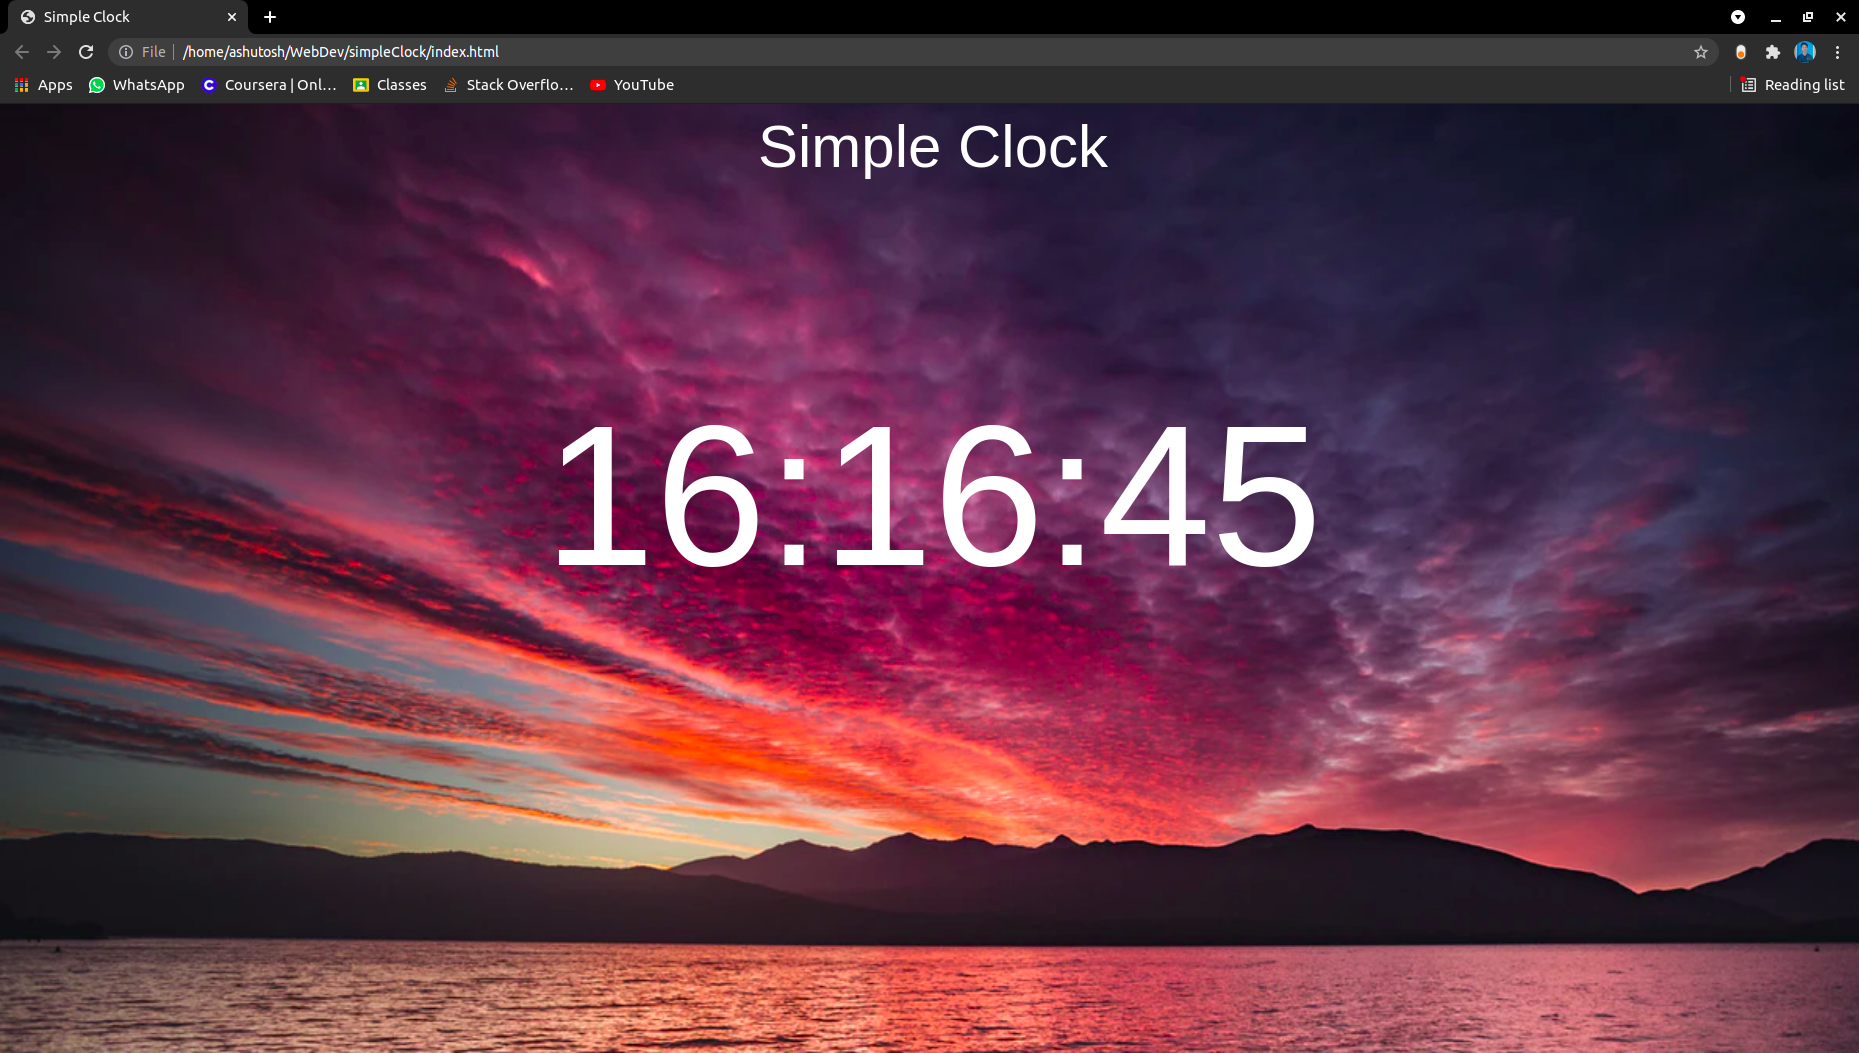 Simple Clock
File | /home/ashutosh/WebDev/simpleClock/index.html
Apps WhatsApp Coursera | Onl... Classes Stack Overflo... YouTube Reading list
Simple Clock
16:16:45